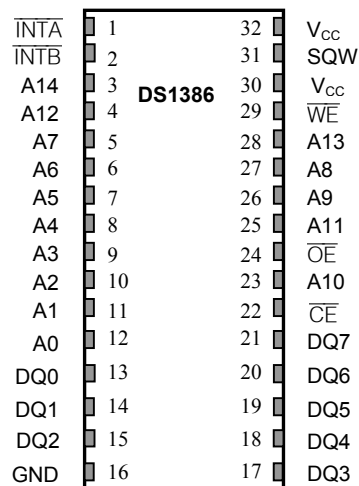 INTA 1 32 VCC
INTB 2 31 SQW
A14 3 DS1386 30 VCC
A12 4 29 WE
A7 5 28 A13
A6 6 27 A8
A5 7 26 A9
A4 8 25 A11
A3 9 24 OE
A2 10 23 A10
A1 11 22 CE
A0 12 21 DQ7
DQ0 13 20 DQ6
DQ1 14 19 DQ5
DQ2 15 18 DQ4
GND 16 17 DQ3